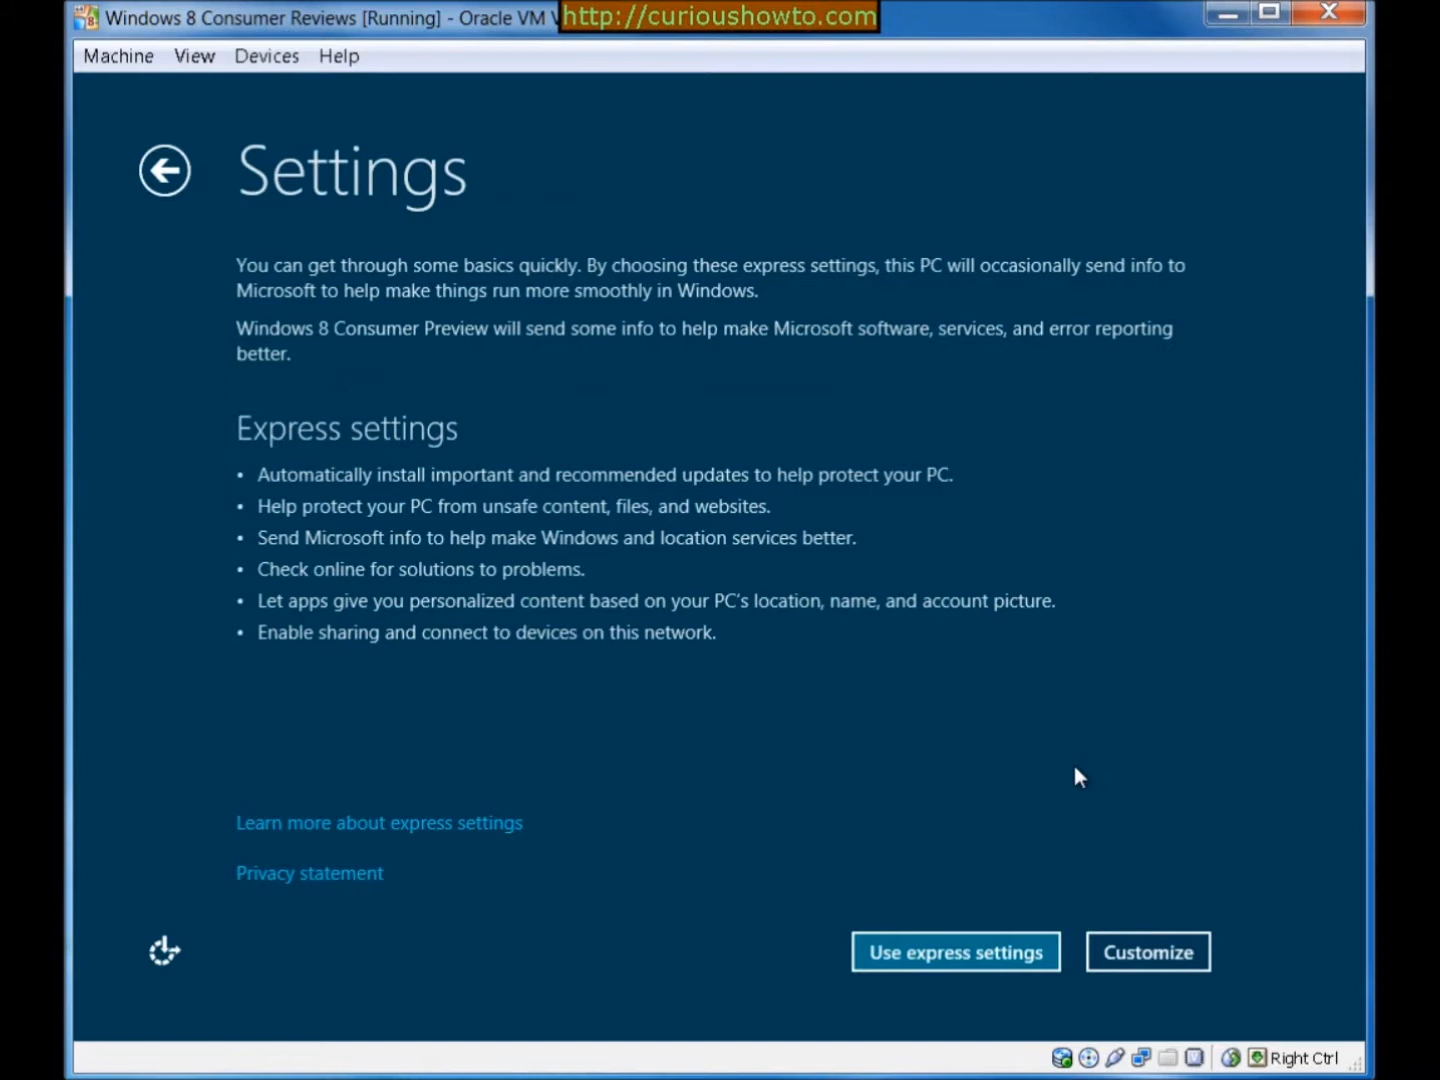 Windows 8 Consumer Reviews [Running] - Oracle VM V
http://curioushowto.com
Machine View Devices Help
Settings
You can get through some basics quickly. By choosing these express settings, this PC will occasionally send info to
Microsoft to help make things run more smoothly in Windows.
Windows 8 Consumer Preview will send some info to help make Microsoft software, services, and error reporting
better.
Express settings
• Automatically install important and recommended updates to help protect your PC.
• Help protect your PC from unsafe content, files, and websites.
• Send Microsoft info to help make Windows and location services better.
• Check online for solutions to problems.
• Let apps give you personalized content based on your PC's location, name, and account picture.
• Enable sharing and connect to devices on this network.
Learn more about express settings
Privacy statement
Use express settings Customize
Right Ctrl